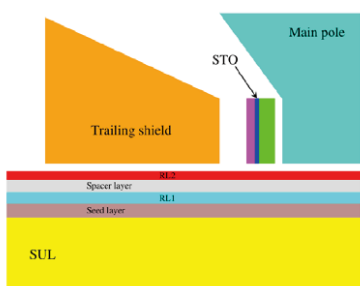 Main pole
STO
Trailing shield
RL2
Spacer layer
RL1
Seed layer
SUL